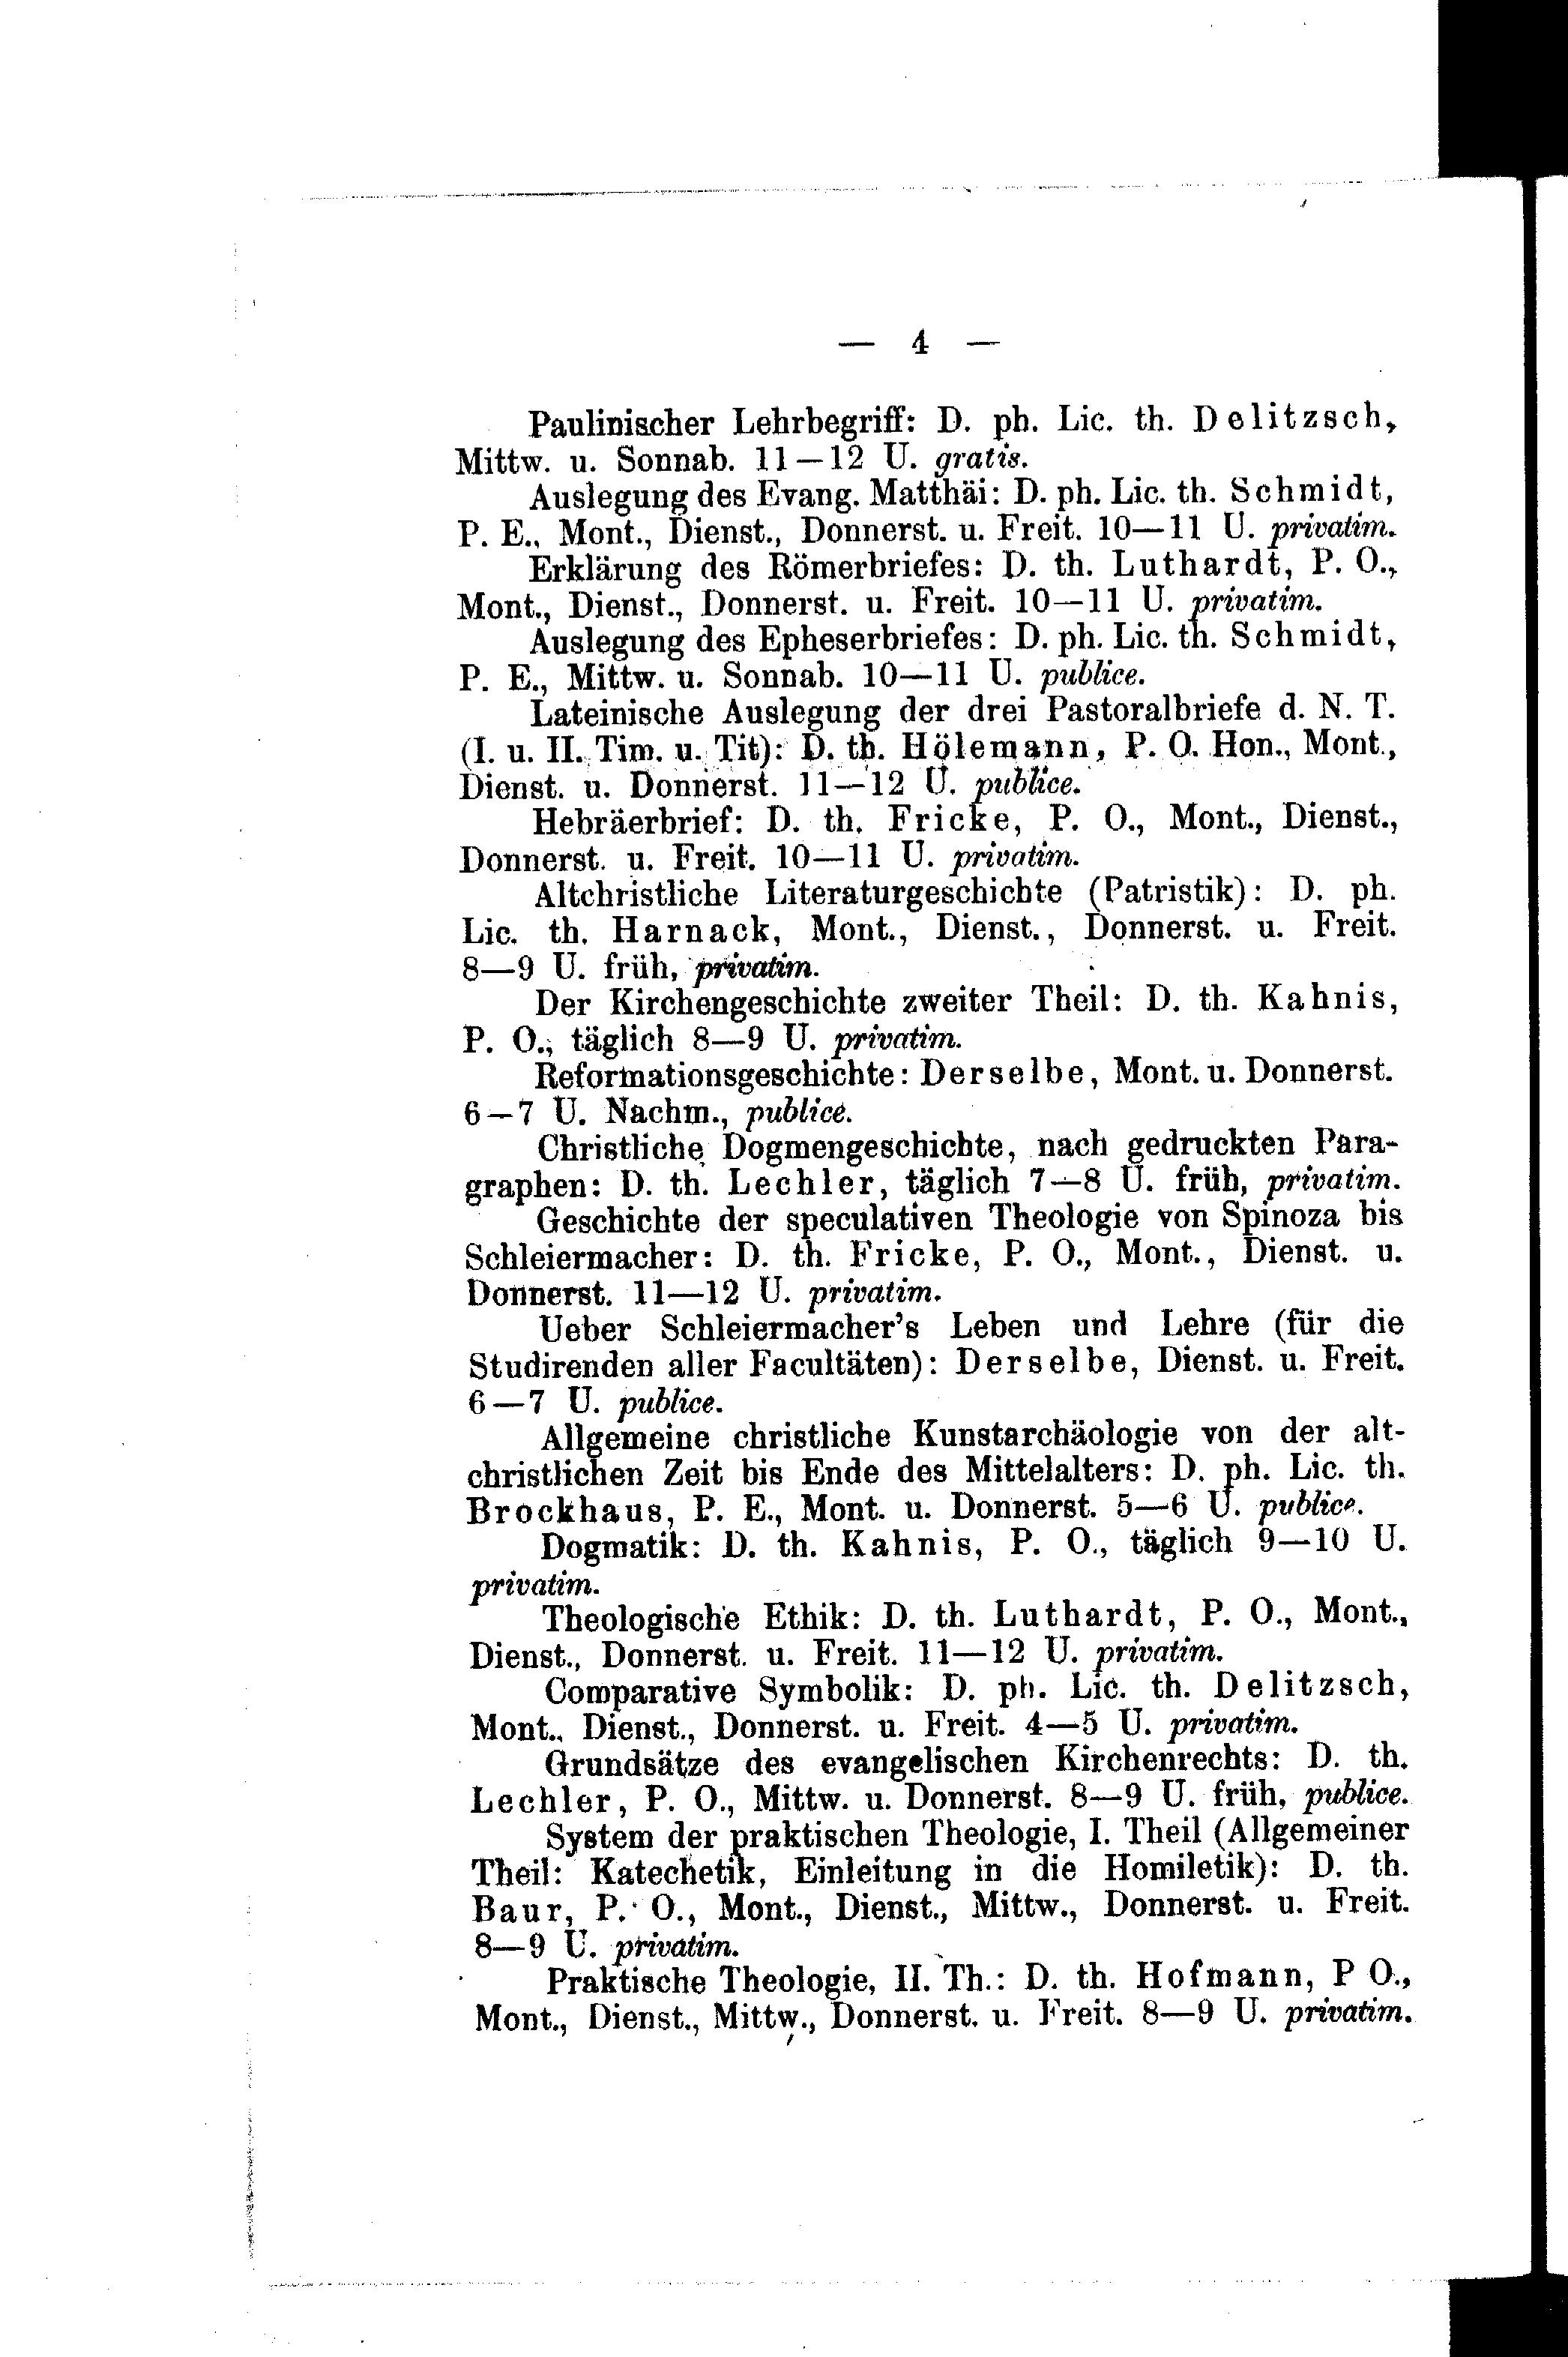 — 4 —
Paulinischer Lehrbegriff: D. ph. Lic. th. Delitzsch,
Mittw. u. Sonnab. 11—12 U. gratis.
Auslegung des Evang. Matthäi: D. ph. Lic. th. Schmidt,
P. E., Mont., Dienst., Donnerst. u. Freit. 10—11 U. privatim.
Erklärung des Römerbriefes: D. th. Luthardt, P. O.,
Mont., Dienst., Donnerst. u. Freit. 10—11 U. privatim.
Auslegung des Epheserbriefes: D. ph. Lic. th. Schmidt,
P. E., Mittw. u. Sonnab. 10—11 U. publice.
Lateinische Auslegung der drei Pastoralbriefe d. N. T.
(I. u. II. Tim. u. Tit): D. th. Hölemann, P. O. Hon., Mont.,
Dienst. u. Donnerst. 11—12 U. publice.
Hebräerbrief: D. th. Fricke, P. O., Mont., Dienst.,
Donnerst. u. Freit. 10—11 U. privatim.
Altchristliche Literaturgeschichte (Patristik): D. ph.
Lic. th. Harnack, Mont., Dienst., Donnerst. u. Freit.
8—9 U. früh, privatim.
Der Kirchengeschichte zweiter Theil: D. th. Kahnis,
P. O., täglich 8—9 U. privatim.
Reformationsgeschichte: Derselbe, Mont. u. Donnerst.
6—7 U. Nachm., publice.
Christliche Dogmengeschichte, nach gedruckten Para-
graphen: D. th. Lechler, täglich 7—8 U. früh, privatim.
Geschichte der speculativen Theologie von Spinoza bis
Schleiermacher: D. th. Fricke, P. O., Mont., Dienst. u.
Donnerst. 11—12 U. privatim.
Ueber Schleiermacher's Leben und Lehre (für die
Studirenden aller Facultäten): Derselbe, Dienst. u. Freit.
6—7 U. publice.
Allgemeine christliche Kunstarchäologie von der alt-
christlichen Zeit bis Ende des Mittelalters: D. ph. Lic. th.
Brockhaus, P. E., Mont. u. Donnerst. 5—6 U. publice.
Dogmatik: D. th. Kahnis, P. O., täglich 9—10 U.
privatim.
Theologische Ethik: D. th. Luthardt, P. O., Mont.,
Dienst., Donnerst. u. Freit. 11—12 U. privatim.
Comparative Symbolik: D. ph. Lic. th. Delitzsch,
Mont., Dienst., Donnerst. u. Freit. 4—5 U. privatim.
Grundsätze des evangelischen Kirchenrechts: D. th.
Lechler, P. O., Mittw. u. Donnerst. 8—9 U. früh, publice.
System der praktischen Theologie, I. Theil (Allgemeiner
Theil: Katechetik, Einleitung in die Homiletik): D. th.
Baur, P. O., Mont., Dienst., Mittw., Donnerst. u. Freit.
8—9 U. privatim.
Praktische Theologie, II. Th.: D. th. Hofmann, P O.,
Mont., Dienst., Mittw., Donnerst. u. Freit. 8—9 U. privatim.